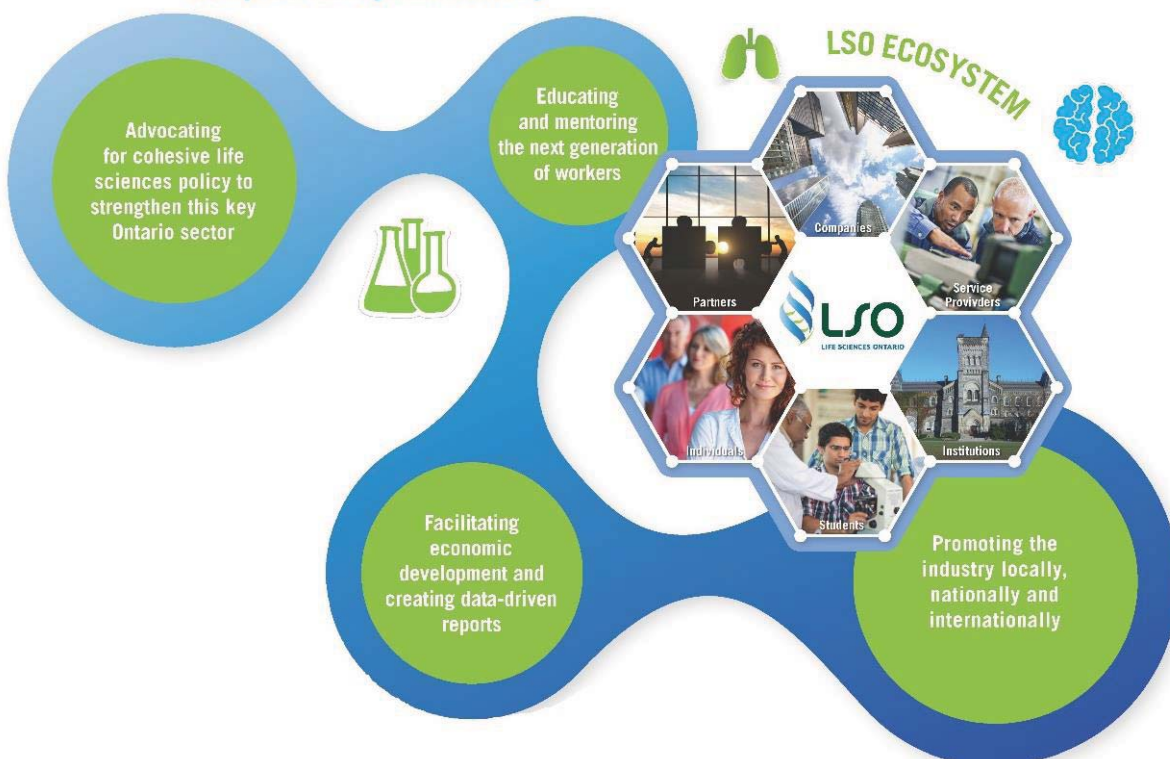 LSO ECOSYSTEM
Advocating
for cohesive life
sciences policy to
strengthen this key
Ontario sector
Educating
and mentoring
the next generation
of workers
Companies
Partners
Service
Provivders
LSO
LIFE SCIENCES ONTARIO
Individuals
Institutions
Students
Facilitating
economic
development and
creating data-driven
reports
Promoting the
industry locally,
nationally and
internationally